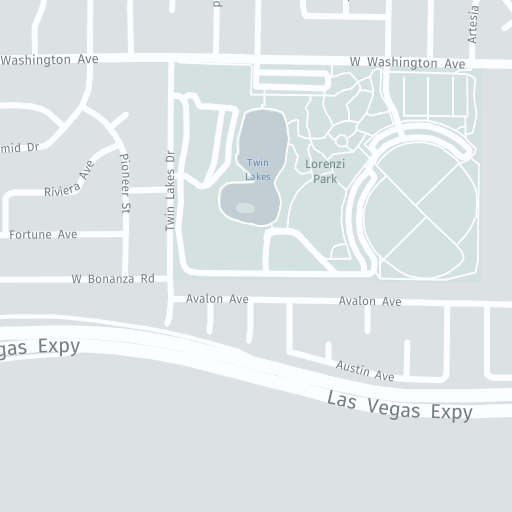 Washington Ave
W Washington Ave
Artesia
d
mid Dr
Riviera Ave
Pioneer St
Twin Lakes Dr
Twin
Lakes
Lorenzi
Park
Fortune Ave
W Bonanza Rd
Avalon Ave
Avalon Ave
gas Expy
Austin Ave
Las Vegas Expy